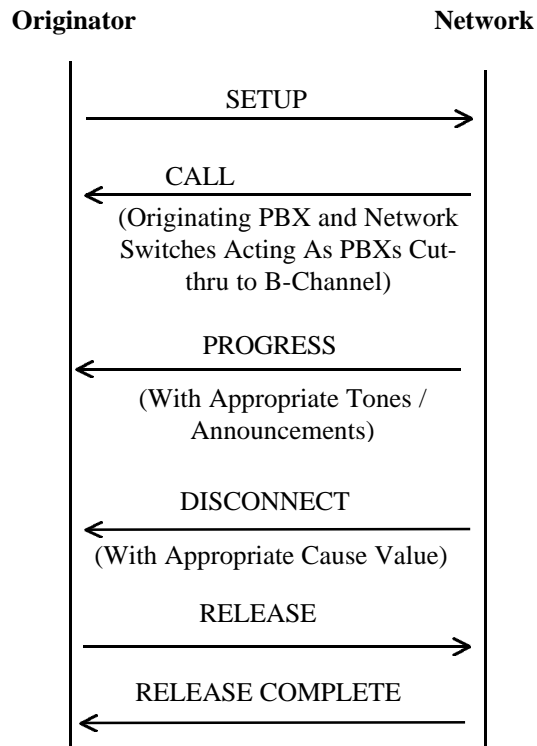 Originator Network
SETUP
CALL
(Originating PBX and Network
Switches Acting As PBXs Cut-
thru to B-Channel)
PROGRESS
(With Appropriate Tones /
Announcements)
DISCONNECT
(With Appropriate Cause Value)
RELEASE
RELEASE COMPLETE